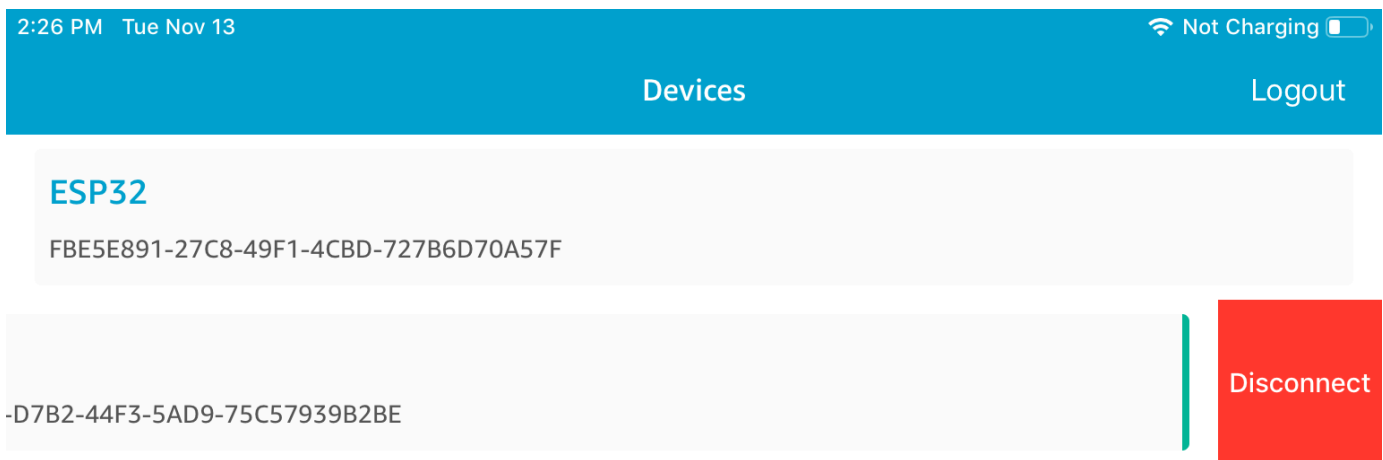 2:26 PM Tue Nov 13 Not Charging
Devices Logout
ESP32
FBE5E891-27C8-49F1-4CBD-727B6D70A57F
Disconnect
-D7B2-44F3-5AD9-75C57939B2BE